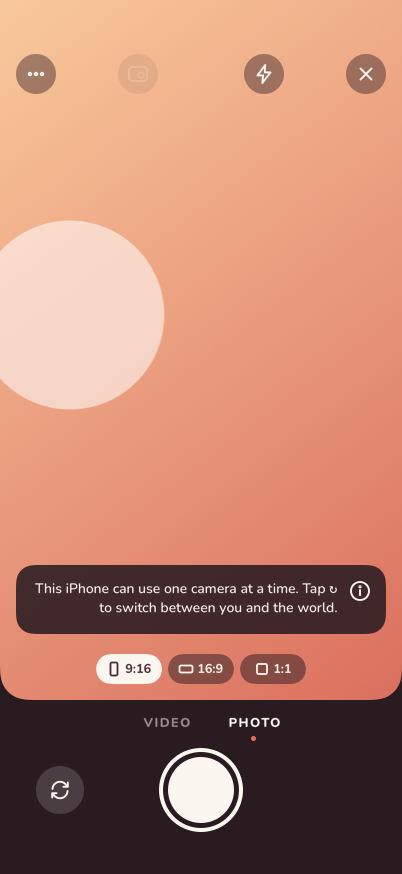 This iPhone can use one camera at a time. Tap ↻
to switch between you and the world.
9:16 16:9 1:1
VIDEO PHOTO